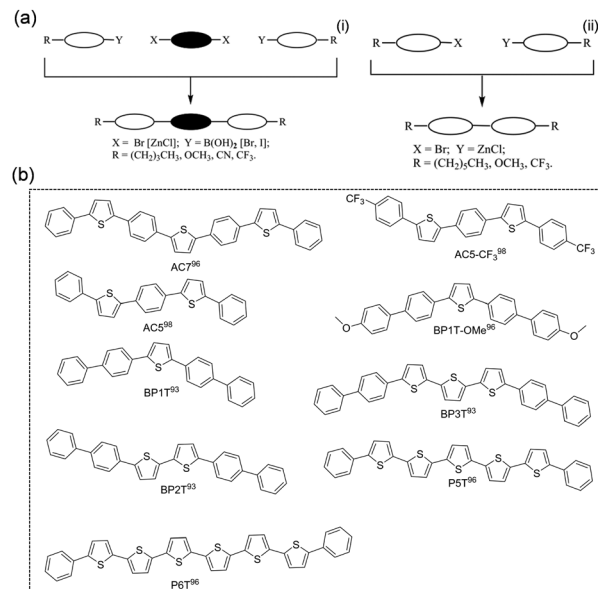 (a)
(i)
R Y X X Y R
R R
X = Br [ZnCl]; Y = B(OH)₂ [Br, I];
R = (CH₂)₃CH₃, OCH₃, CN, CF₃.
(ii)
R X Y R
R R
X = Br; Y = ZnCl;
R = (CH₂)₅CH₃, OCH₃, CF₃.
(b)
S S S
AC7⁹⁶
CF₃ S S CF₃
AC5-CF₃⁹⁸
S S
AC5⁹⁸
O S O
BP1T-OMe⁹⁶
S
BP1T⁹³
S S S
BP3T⁹³
S S
BP2T⁹³
S S S S S
P5T⁹⁶
S S S S S S
P6T⁹⁶